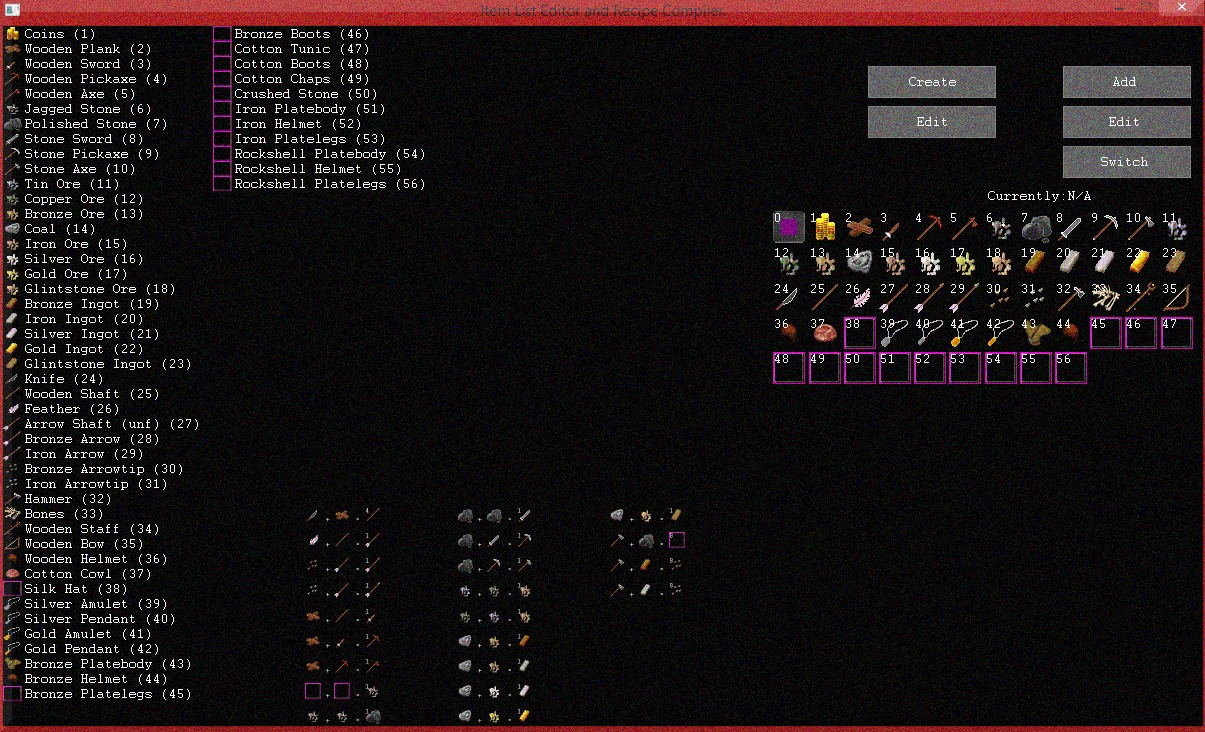 Item List Editor and Recipe Compiler
Coins (1)
Wooden Plank (2)
Wooden Sword (3)
Wooden Pickaxe (4)
Wooden Axe (5)
Jagged Stone (6)
Polished Stone (7)
Stone Sword (8)
Stone Pickaxe (9)
Stone Axe (10)
Tin Ore (11)
Copper Ore (12)
Bronze Ore (13)
Coal (14)
Iron Ore (15)
Silver Ore (16)
Gold Ore (17)
Glintstone Ore (18)
Bronze Ingot (19)
Iron Ingot (20)
Silver Ingot (21)
Gold Ingot (22)
Glintstone Ingot (23)
Knife (24)
Wooden Shaft (25)
Feather (26)
Arrow Shaft (unf) (27)
Bronze Arrow (28)
Iron Arrow (29)
Bronze Arrowtip (30)
Iron Arrowtip (31)
Hammer (32)
Bones (33)
Wooden Staff (34)
Wooden Bow (35)
Wooden Helmet (36)
Cotton Cowl (37)
Silk Hat (38)
Silver Amulet (39)
Silver Pendant (40)
Gold Amulet (41)
Gold Pendant (42)
Bronze Platebody (43)
Bronze Helmet (44)
Bronze Platelegs (45)
Bronze Boots (46)
Cotton Tunic (47)
Cotton Boots (48)
Cotton Chaps (49)
Crushed Stone (50)
Iron Platebody (51)
Iron Helmet (52)
Iron Platelegs (53)
Rockshell Platebody (54)
Rockshell Helmet (55)
Rockshell Platelegs (56)
Create
Edit
Add
Edit
Switch
Currently:N/A
0 1 2 3 4 5 6 7 8 9 10 11
12 13 14 15 16 17 18 19 20 21 22 23
24 25 26 27 28 29 30 31 32 33 34 35
36 37 38 39 40 41 42 43 44 45 46 47
48 49 50 51 52 53 54 55 56